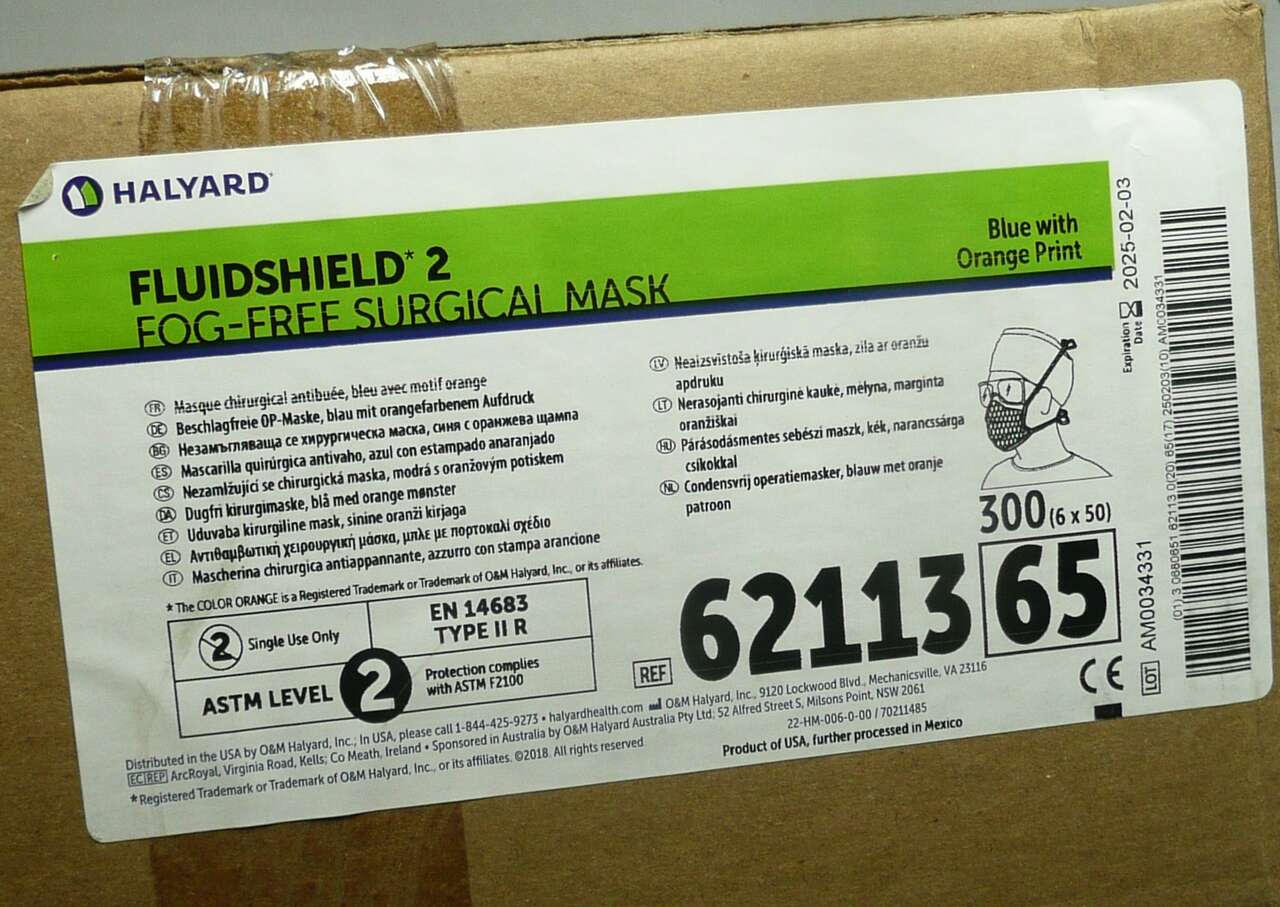 HALYARD*
FLUIDSHIELD* 2
FOG-FREE SURGICAL MASK
Blue with
Orange Print
Expiration
Date
2025-02-03
FR Masque chirurgical antibuée, bleu avec motif orange
DE Beschlagfreie OP-Maske, blau mit orangefarbenem Aufdruck
BG Незамъгляваща се хирургическа маска, синя с оранжева щампа
ES Mascarilla quirúrgica antivaho, azul con estampado anaranjado
CS Nezamlžující se chirurgická maska, modrá s oranžovým potiskem
DA Dugfri kirurgimaske, blå med orange mønster
ET Uduvaba kirurgiline mask, sinine oranži kirjaga
EL Αντιθαμβωτική χειρουργική μάσκα, μπλε με πορτοκαλί σχέδιο
IT Mascherina chirurgica antiappannante, azzurro con stampa arancione
LV Neaizsvīstoša ķirurģiskā maska, zila ar oranžu
apdruku
LT Nerasojanti chirurginė kaukė, mėlyna, marginta
oranžiškai
HU Párásodásmentes sebészi maszk, kék, narancssárga
csíkokkal
NL Condensvrij operatiemasker, blauw met oranje
patroon
* The COLOR ORANGE is a Registered Trademark or Trademark of O&M Halyard, Inc., or its affiliates.
2 Single Use Only
EN 14683
TYPE II R
ASTM LEVEL 2
Protection complies
with ASTM F2100
300 (6 x 50)
REF 62113 65
CE
LOT AM0034331
(01) 3 0680651 62113 0(20) 65(17) 250203(10) AM0034331
Distributed in the USA by O&M Halyard, Inc.; In USA, please call 1-844-425-9273 • halyardhealth.com O&M Halyard, Inc., 9120 Lockwood Blvd., Mechanicsville, VA 23116
EC REP ArcRoyal, Virginia Road, Kells; Co Meath, Ireland • Sponsored in Australia by O&M Halyard Australia Pty Ltd; 52 Alfred Street S, Milsons Point, NSW 2061
*Registered Trademark or Trademark of O&M Halyard, Inc., or its affiliates. ©2018. All rights reserved
22-HM-006-0-00 / 70211485
Product of USA, further processed in Mexico